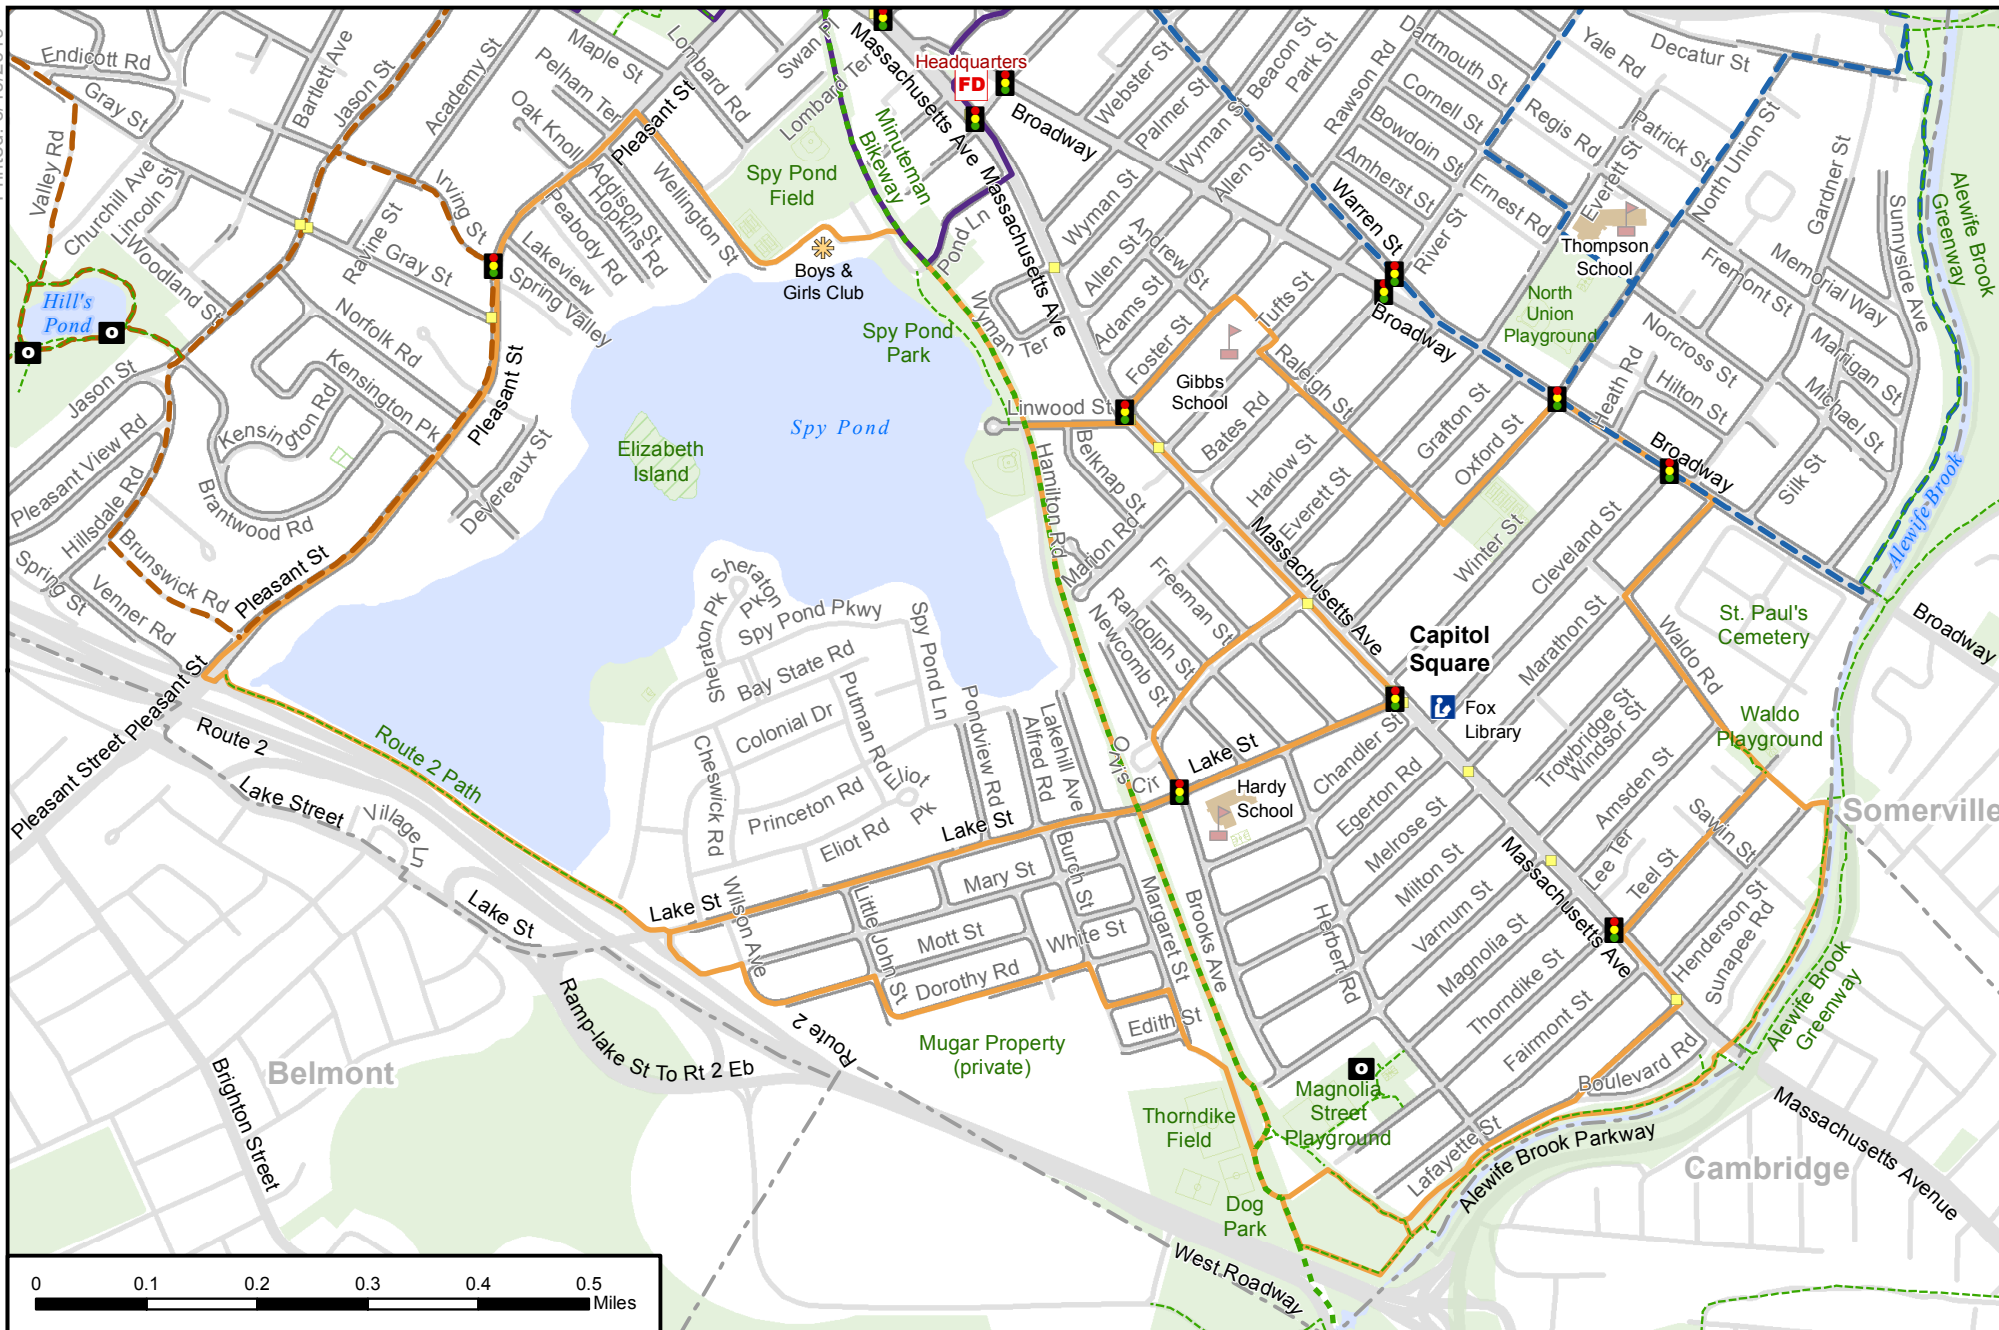 Endicott Rd
Gray St
Valley Rd
Churchill Ave
Lincoln St
Woodland St
Bartlett Ave
Jason St
Academy St
Irving St
Ravine St
Gray St
Maple St
Pelham Ter
Oak Knoll
Lombard Rd
Pleasant St
Addison St
Hopkins Rd
Peabody Rd
Lakeview
Spring Valley
Wellington St
Swan Pl
Lombard Ter
Spy Pond
Field
Boys &
Girls Club
Minuteman
Bikeway
Massachusetts Ave
Headquarters
FD
Broadway
Massachusetts Ave
Pond Ln
Wyman
Ter
Spy Pond
Park
Webster St
Palmer St
Wyman St
Beacon St
Park St
Allen St
Wyman St
Allen St
Andrew St
Adams St
Foster St
Tufts St
Raleigh St
Gibbs
School
Rawson Rd
Dartmouth St
Cornell St
Bowdoin St
Amherst St
Warren St
River St
Ernest Rd
Yale Rd
Regis Rd
Everett St
Patrick St
Decatur St
North Union St
Thompson
School
North
Union
Playground
Gardner St
Fremont St
Memorial Way
Sunnyside Ave
Alewife Brook
Greenway
Marrigan St
Michael St
Norcross St
Hilton St
Heath Rd
Silk St
Broadway
Broadway
Alewife Brook
Broadway
Hill's
Pond
Jason St
Norfolk Rd
Kensington Pk
Kensington Rd
Brantwood Rd
Pleasant View Rd
Hillsdale Rd
Brunswick Rd
Spring St
Venner Rd
Devereaux St
Pleasant St
Pleasant St
Pleasant St
Pleasant Street
Elizabeth
Island
Spy Pond
Linwood St
Hamilton Rd
Belknap St
Marion Rd
Bates Rd
Harlow St
Everett St
Grafton St
Oxford St
Winter St
Cleveland St
Marathon St
Massachusetts Ave
Freeman St
Randolph St
Newcomb St
Capitol
Square
Fox
Library
St. Paul's
Cemetery
Waldo Rd
Waldo
Playground
Trowbridge St
Windsor St
Amsden St
Lee Ter
Sawin St
Teel St
Henderson St
Sunapee Rd
Somerville
Sheraton Pk
Sheraton
Pk
Spy Pond Pkwy
Spy Pond Ln
Bay State Rd
Colonial Dr
Putman Rd
Cheswick Rd
Princeton Rd
Eliot
Pk
Eliot Rd
Pondview Rd
Alfred Rd
Lakehill Ave
Orvis
Cir
Lake St
Lake St
Lake St
Lake St
Hardy
School
Chandler St
Egerton Rd
Melrose St
Milton St
Varnum St
Magnolia St
Thorndike St
Fairmont St
Massachusetts Ave
Herbert Rd
Brooks Ave
Margaret St
Burch St
Mary St
Mott St
White St
Dorothy Rd
Little John St
Wilson Ave
Edith St
Route 2
Route 2 Path
Lake Street
Village
Ln
Ramp-lake St To Rt 2 Eb
Route 2
Mugar Property
(private)
Belmont
Brighton Street
Thorndike
Field
Magnolia
Street
Playground
Dog
Park
Boulevard Rd
Lafayette St
Alewife Brook Parkway
Alewife Brook
Greenway
Cambridge
Massachusetts Avenue
West Roadway
0 0.1 0.2 0.3 0.4 0.5
Miles